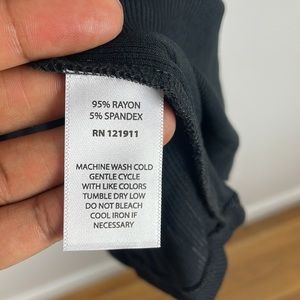 95% RAYON
5% SPANDEX
RN 121911
MACHINE WASH COLD
GENTLE CYCLE
WITH LIKE COLORS
TUMBLE DRY LOW
DO NOT BLEACH
COOL IRON IF
NECESSARY